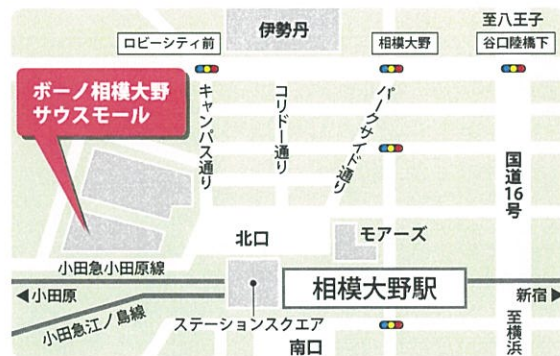 至八王子
伊勢丹
ロビーシティ前
相模大野
谷口陸橋下
ボーノ相模大野
サウスモール
キャンパス通り
コリドー通り
パークサイド通り
国道16号
北口
モアーズ
小田急小田原線
◀小田原
相模大野駅
新宿▶
小田急江ノ島線
ステーションスクエア
南口
至横浜